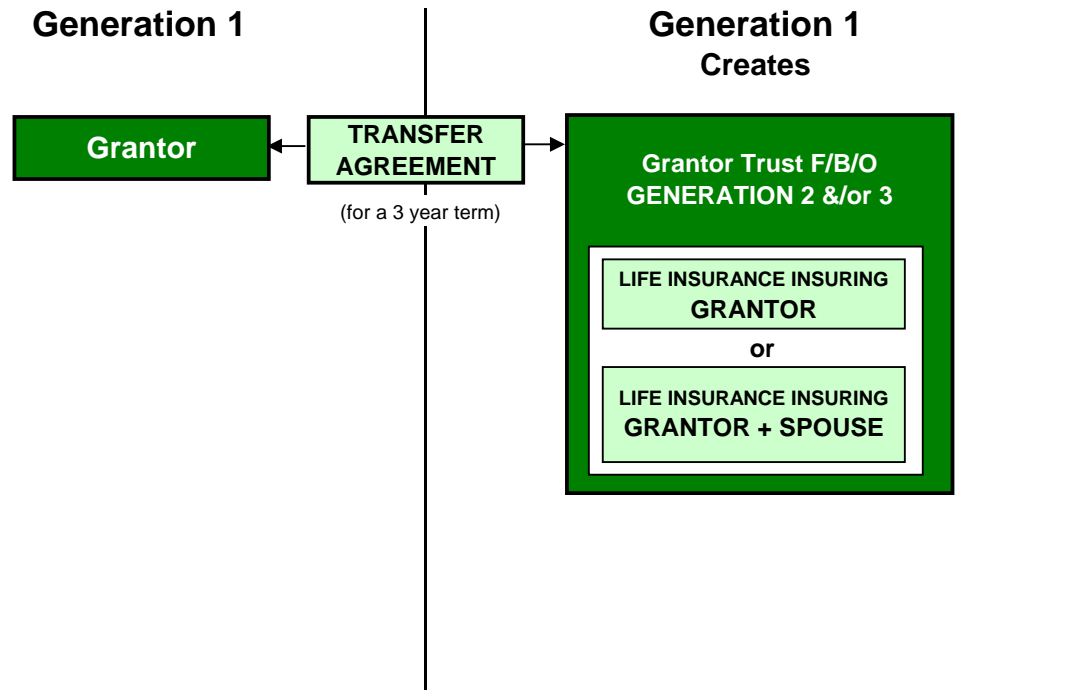 Generation 1
Generation 1
Creates
Grantor
TRANSFER
AGREEMENT
(for a 3 year term)
Grantor Trust F/B/O
GENERATION 2 &/or 3
LIFE INSURANCE INSURING
GRANTOR
or
LIFE INSURANCE INSURING
GRANTOR + SPOUSE